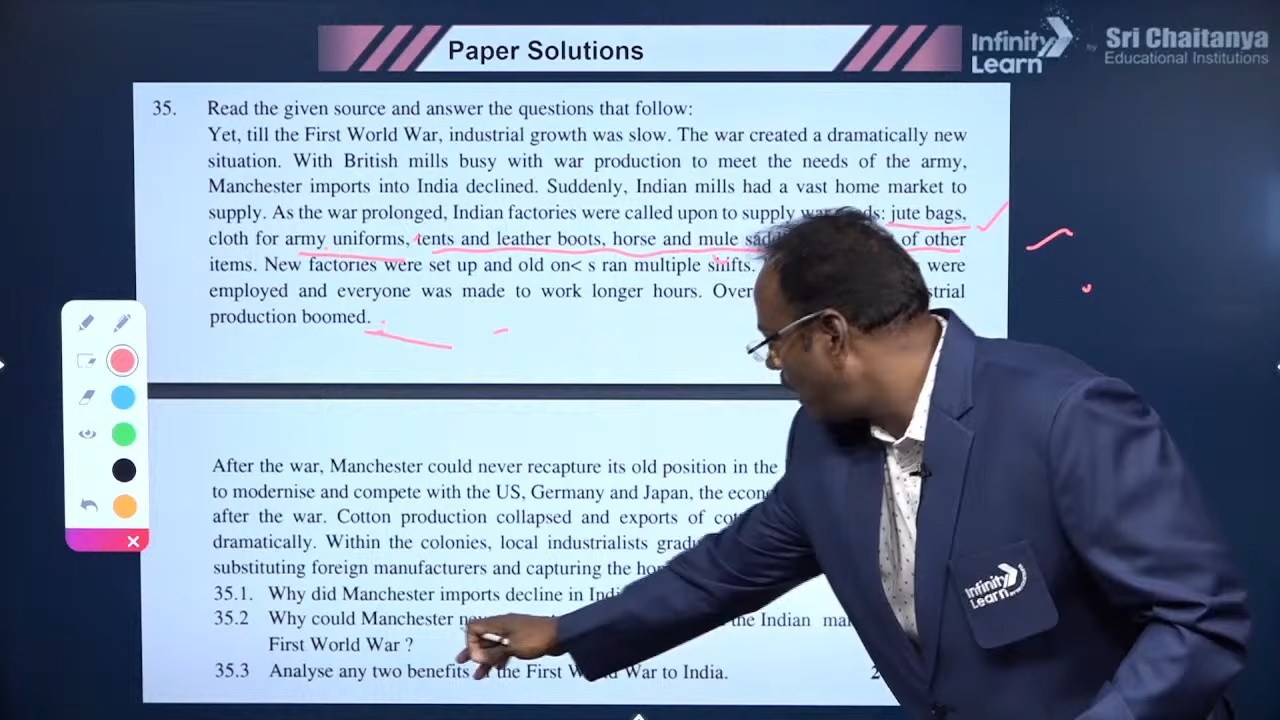 Paper Solutions
Infinity Learn by Sri Chaitanya Educational Institutions
35. Read the given source and answer the questions that follow:
Yet, till the First World War, industrial growth was slow. The war created a dramatically new
situation. With British mills busy with war production to meet the needs of the army,
Manchester imports into India declined. Suddenly, Indian mills had a vast home market to
supply. As the war prolonged, Indian factories were called upon to supply war : jute bags,
cloth for army uniforms, tents and leather boots, horse and mule of other
items. New factories were set up and old on< s ran multiple shifts. were
employed and everyone was made to work longer hours.
production boomed.
After the war, Manchester could never recapture its old position in the
to modernise and compete with the US, Germany and Japan, the
after the war. Cotton production collapsed and exports of
dramatically. Within the colonies, local industrialists
substituting foreign manufacturers and capturing the
35.1. Why did Manchester imports decline in
35.2 Why could Manchester the Indian
First World War ?
35.3 Analyse any two benefits the First War to India. 2
Infinity Learn